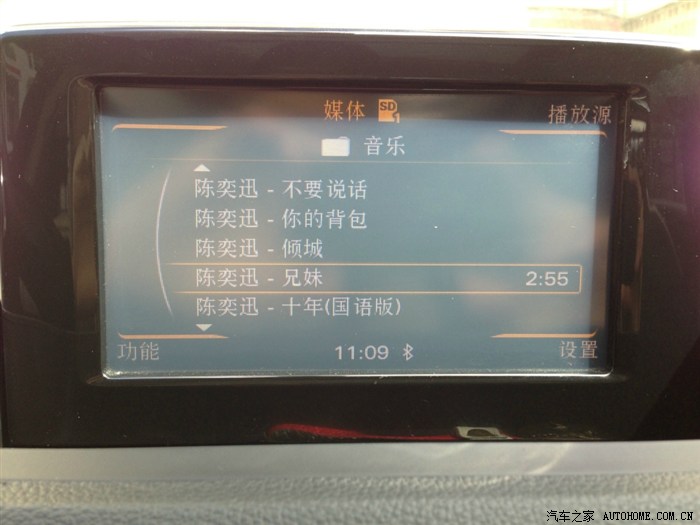 媒体 SD1 播放源
音乐
陈奕迅 - 不要说话
陈奕迅 - 你的背包
陈奕迅 - 倾城
陈奕迅 - 兄妹 2:55
陈奕迅 - 十年(国语版)
功能 11:09 设置
汽车之家 AUTOHOME.COM.CN